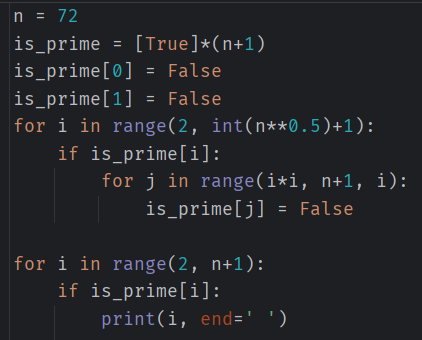 n = 72
is_prime = [True]*(n+1)
is_prime[0] = False
is_prime[1] = False
for i in range(2, int(n**0.5)+1):
    if is_prime[i]:
        for j in range(i*i, n+1, i):
            is_prime[j] = False

for i in range(2, n+1):
    if is_prime[i]:
        print(i, end=' ')